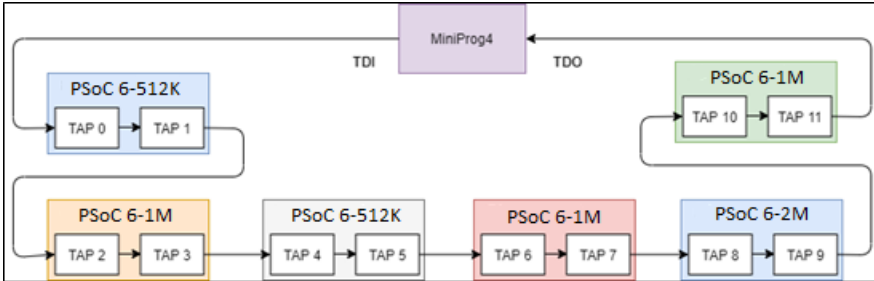 MiniProg4
TDI
TDO
PSoC 6-512K
TAP 0
TAP 1
PSoC 6-1M
TAP 10
TAP 11
PSoC 6-1M
TAP 2
TAP 3
PSoC 6-512K
TAP 4
TAP 5
PSoC 6-1M
TAP 6
TAP 7
PSoC 6-2M
TAP 8
TAP 9